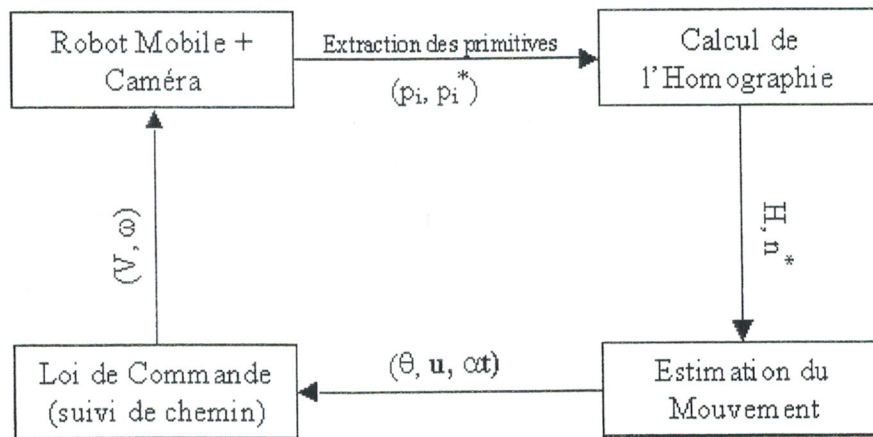 Robot Mobile +
Caméra
Extraction des primitives
(pᵢ, pᵢ*)
Calcul de
l'Homographie
H, n*
Estimation du
Mouvement
(θ, u, αt)
Loi de Commande
(suivi de chemin)
(V, ω)